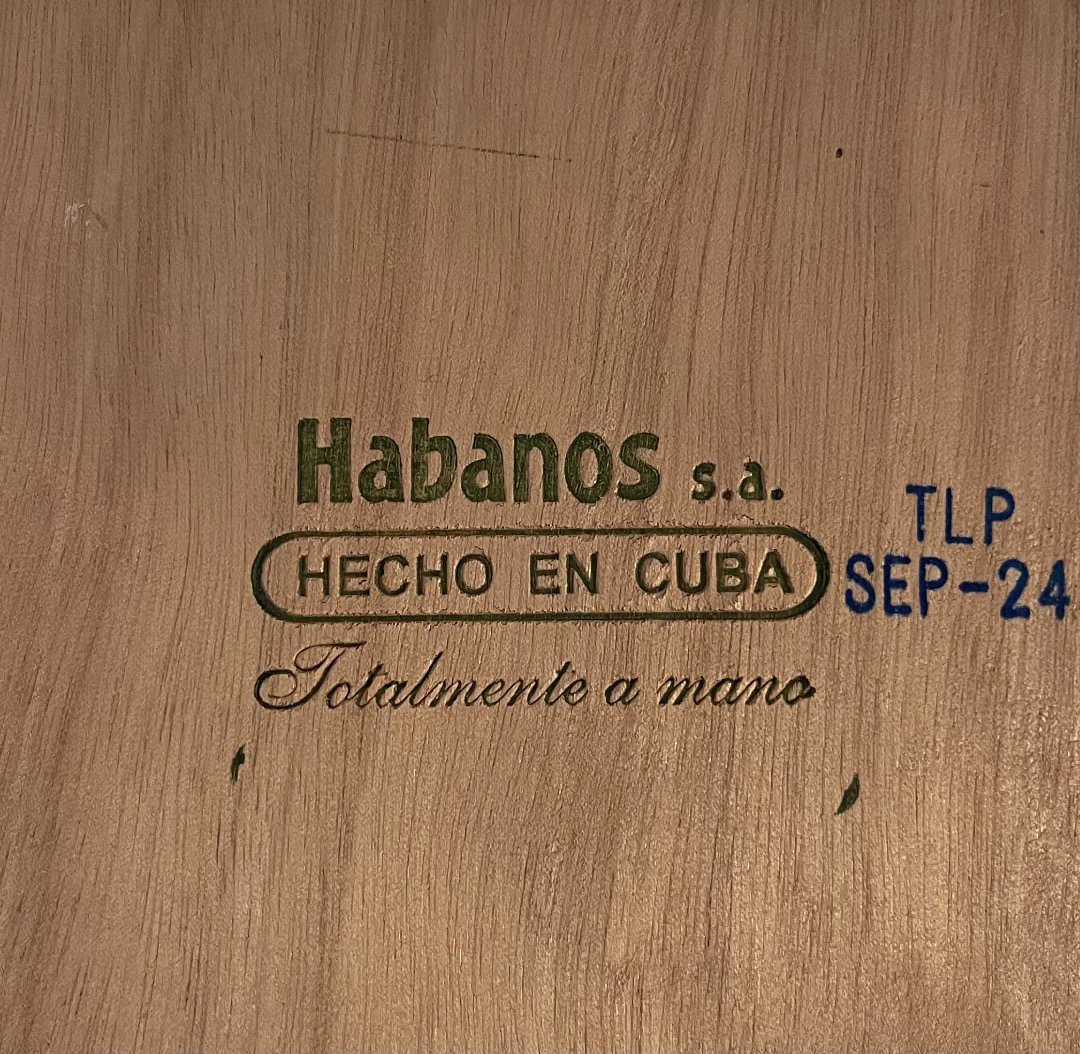 Habanos s.a.
HECHO EN CUBA
Totalmente a mano
TLP
SEP-24